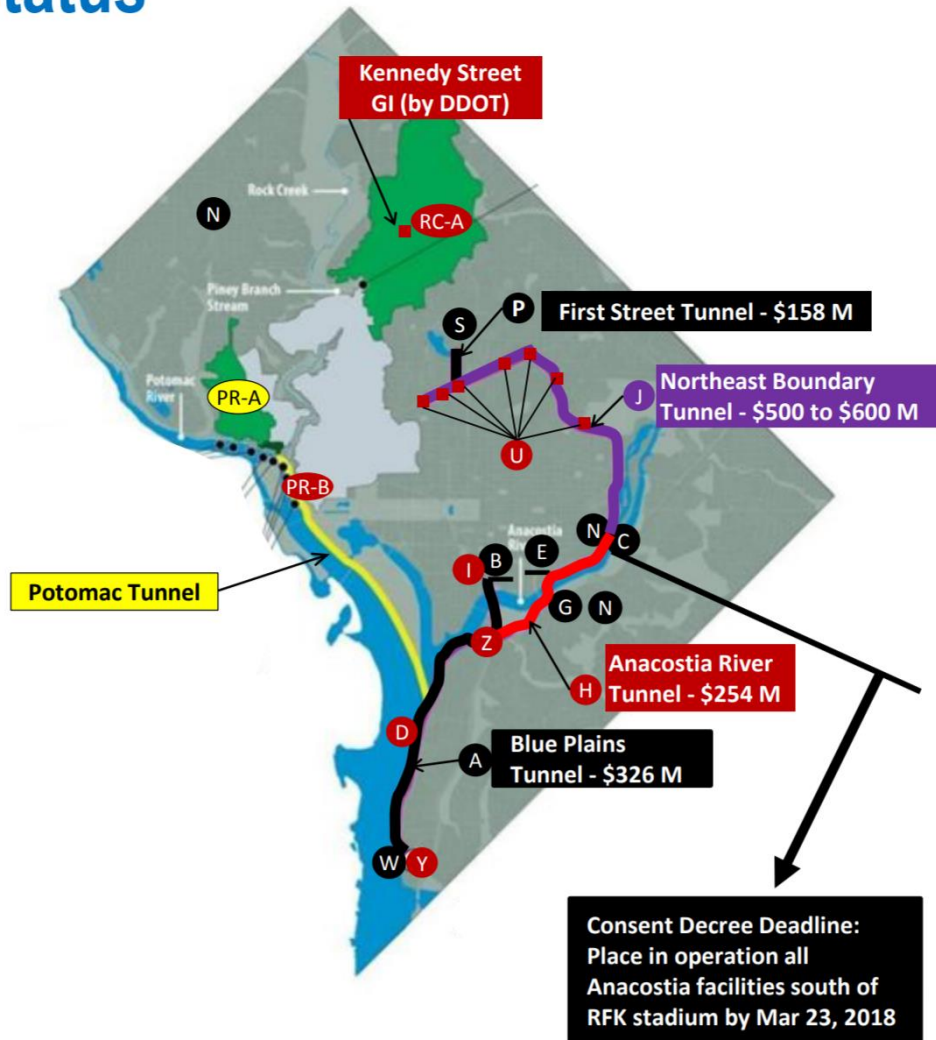 Kennedy Street
GI (by DDOT)
Rock Creek
N
RC-A
Piney Branch
Stream
S
P
First Street Tunnel - $158 M
Potomac
River
PR-A
J
Northeast Boundary
Tunnel - $500 to $600 M
U
PR-B
Anacostia
N
C
Potomac Tunnel
I
B
E
G
N
Z
H
Anacostia River
Tunnel - $254 M
D
A
Blue Plains
Tunnel - $326 M
W
Y
Consent Decree Deadline:
Place in operation all
Anacostia facilities south of
RFK stadium by Mar 23, 2018